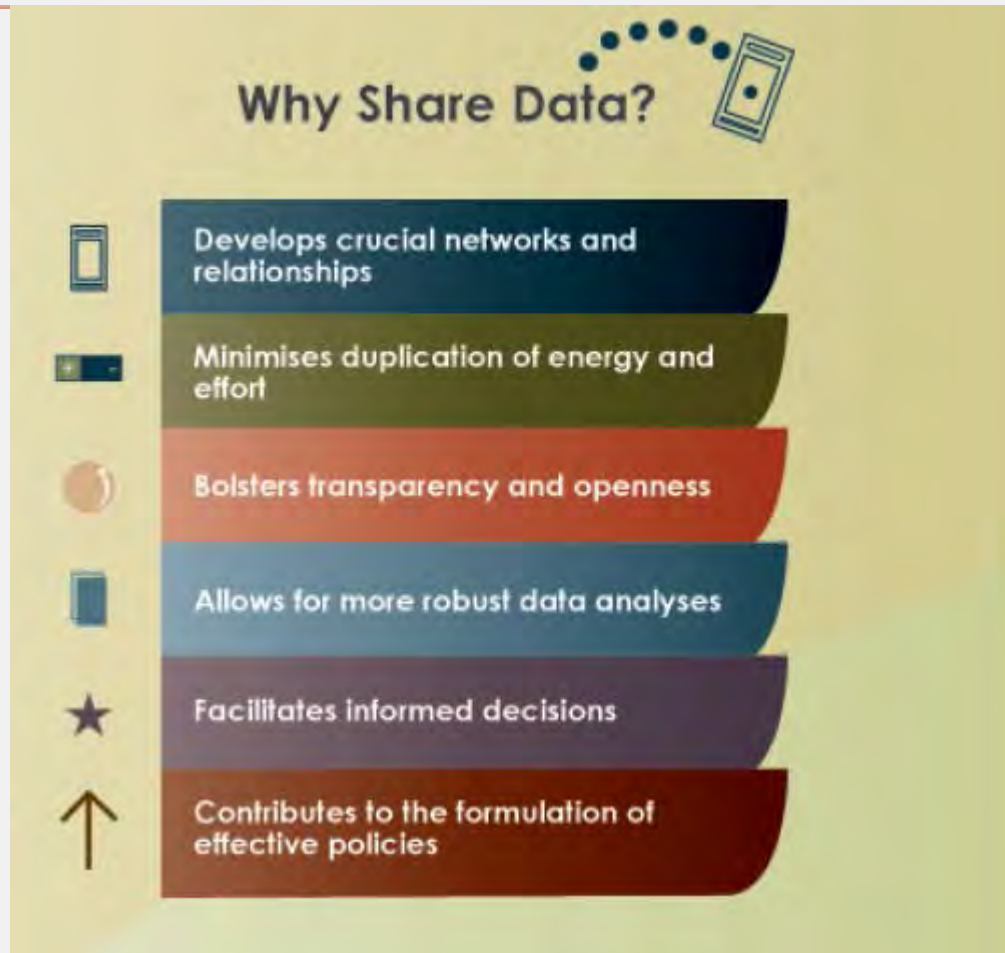 Why Share Data?
Develops crucial networks and
relationships
Minimises duplication of energy and
effort
Bolsters transparency and openness
Allows for more robust data analyses
Facilitates informed decisions
Contributes to the formulation of
effective policies